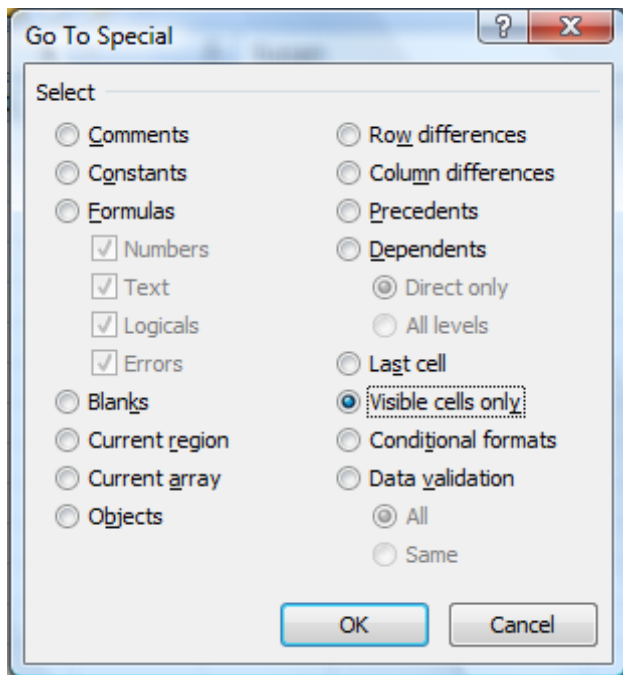 Go To Special
Select
Comments
Constants
Formulas
Numbers
Text
Logicals
Errors
Blanks
Current region
Current array
Objects
Row differences
Column differences
Precedents
Dependents
Direct only
All levels
Last cell
Visible cells only
Conditional formats
Data validation
All
Same
OK
Cancel